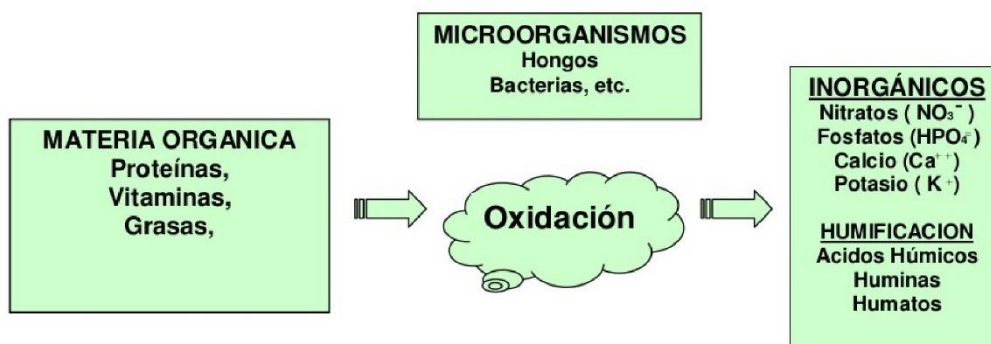 MICROORGANISMOS
Hongos
Bacterias, etc.
MATERIA ORGANICA
Proteínas,
Vitaminas,
Grasas,
Oxidación
INORGÁNICOS
Nitratos ( NO₃⁻ )
Fosfatos (HPO₄⁼)
Calcio (Ca⁺⁺)
Potasio ( K⁺)
HUMIFICACION
Acidos Húmicos
Huminas
Humatos